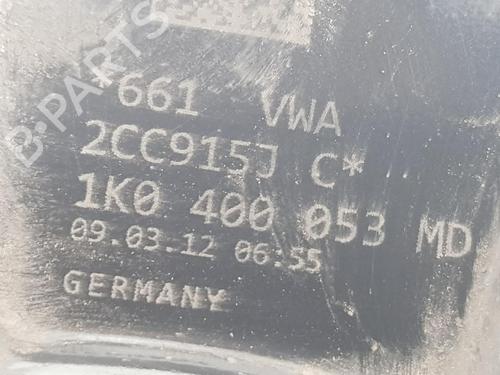 B-PARTS
*661 VWA
2CC915J C*
1K0 400 053 MD
09.03.12 06:55
GERMANY